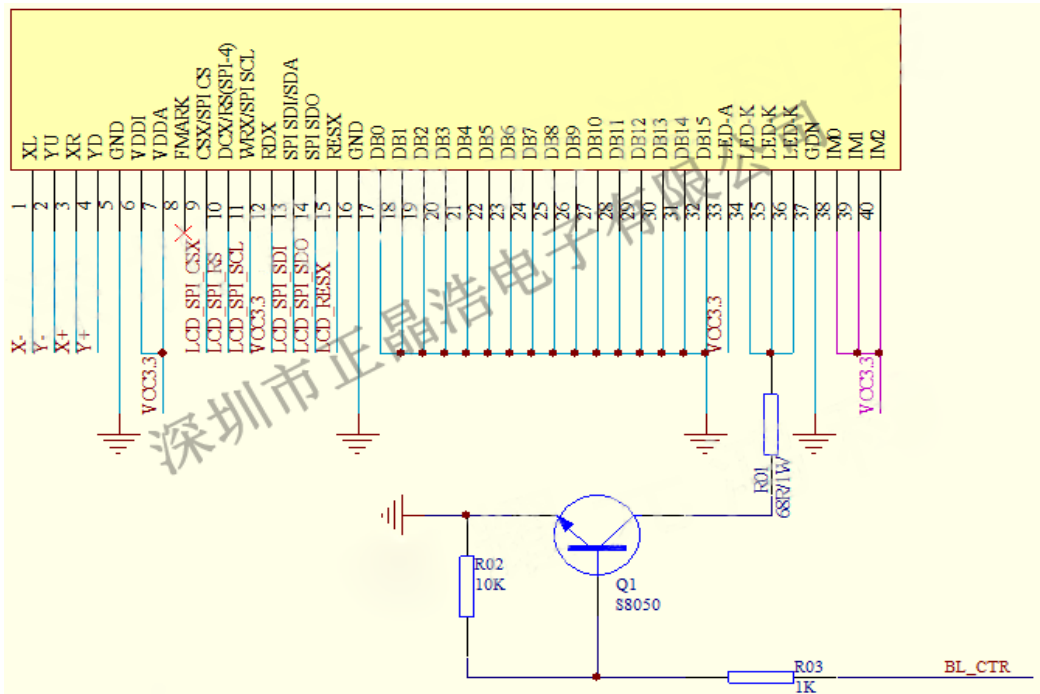 XL
YU
XR
YD
GND
VDDI
VDDA
FMARK
CSX/SPI CS
DCX/RS(SPI-4)
WRX/SPI SCL
RDX
SPI SDI/SDA
SPI SDO
RESX
GND
DB0
DB1
DB2
DB3
DB4
DB5
DB6
DB7
DB8
DB9
DB10
DB11
DB12
DB13
DB14
DB15
LED-A
LED-K
LED-K
LED-K
GDN
IM0
IM1
IM2
1
2
3
4
5
6
7
8
9
10
11
12
13
14
15
16
17
18
19
20
21
22
23
24
25
26
27
28
29
30
31
32
33
34
35
36
37
38
39
40
X-
Y-
X+
Y+
VCC3.3
LCD_SPI_CSX
LCD_SPI_RS
LCD_SPI_SCL
VCC3.3
LCD_SPI_SDI
LCD_SPI_SDO
LCD_RESX
VCC3.3
VCC3.3
深圳市正晶浩电子有限公司
R01
68R/1W
R02
10K
Q1
S8050
R03
1K
BL_CTR